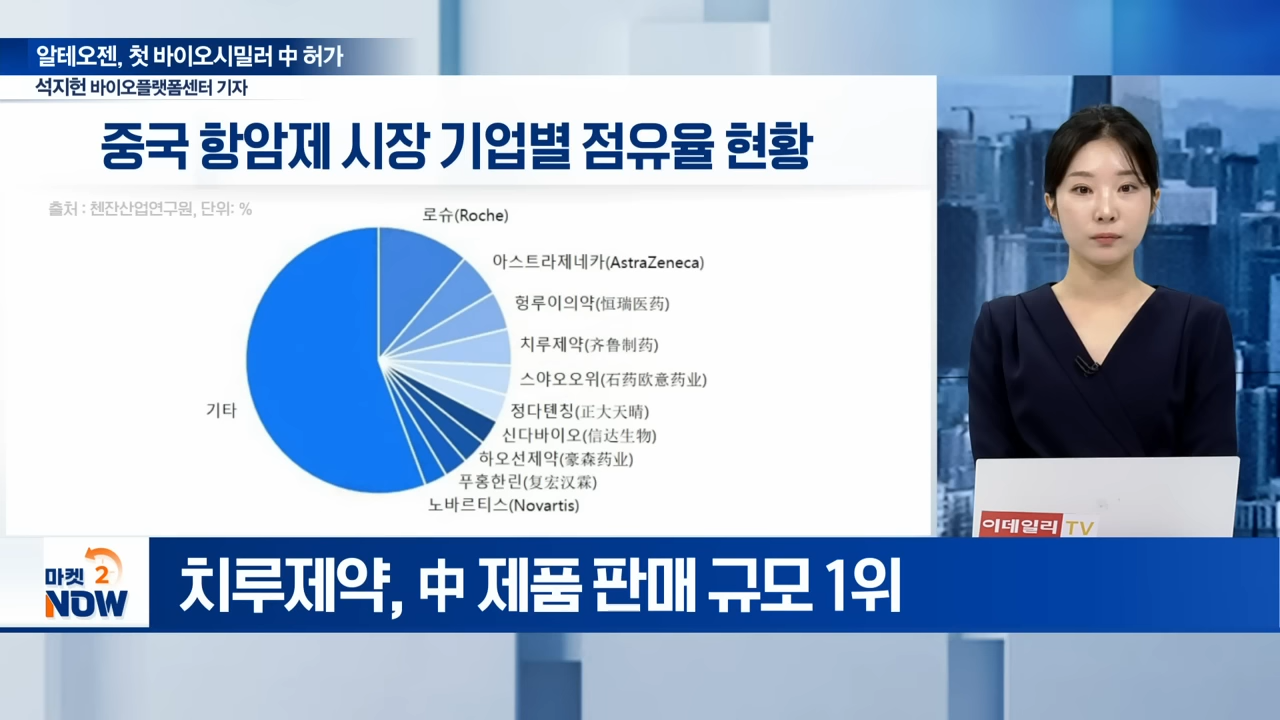 알테오젠, 첫 바이오시밀러 中 허가
석지헌 바이오플랫폼센터 기자
중국 항암제 시장 기업별 점유율 현황
출처 : 첸잔산업연구원, 단위: %
로슈(Roche)
아스트라제네카(AstraZeneca)
헝루이의약(恒瑞医药)
치루제약(齐鲁制药)
스야오오위(石药欧意药业)
정다톈칭(正大天晴)
신다바이오(信达生物)
하오선제약(豪森药业)
푸홍한린(复宏汉霖)
노바르티스(Novartis)
기타
이데일리 TV
마켓 2
NOW
치루제약, 中 제품 판매 규모 1위